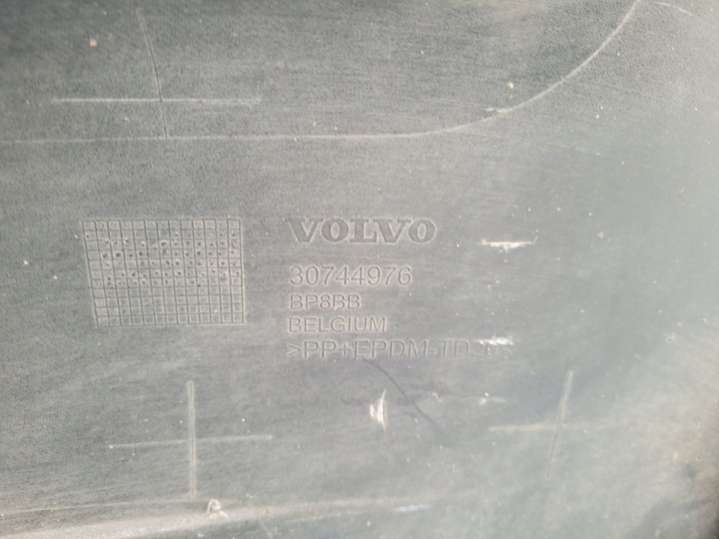 VOLVO
30744976
BP8BB
BELGIUM
>PP+EPDM-TD